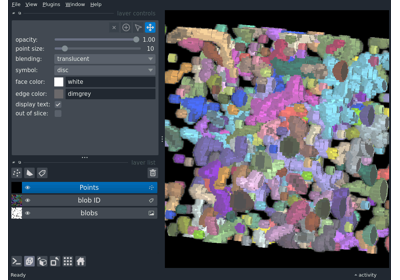 File View Plugins Window Help
layer controls
opacity: 1.00
point size: 10
blending: translucent
symbol: disc
face color: white
edge color: dimgrey
display text:
out of slice:
layer list
Points
blob ID
blobs
Ready
activity